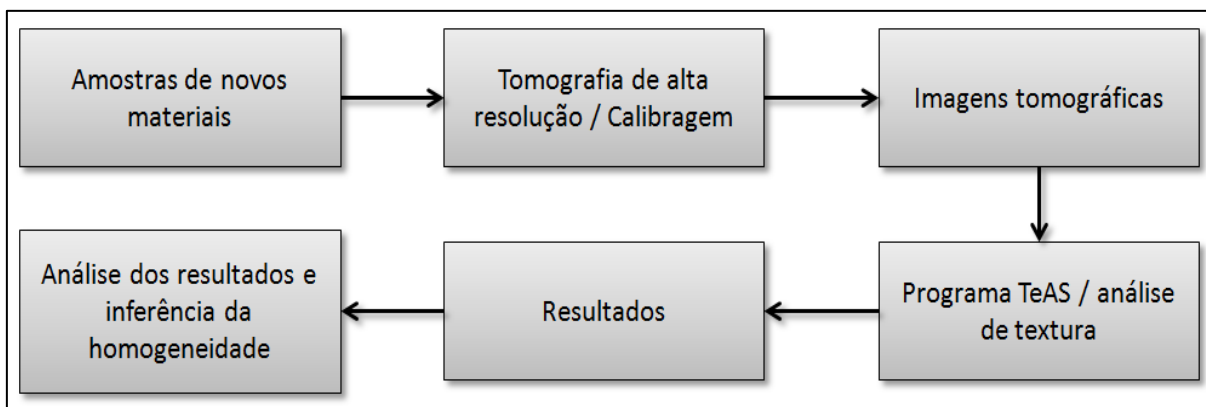 Amostras de novos
materiais
Tomografia de alta
resolução / Calibragem
Imagens tomográficas
Programa TeAS / análise
de textura
Resultados
Análise dos resultados e
inferência da
homogeneidade